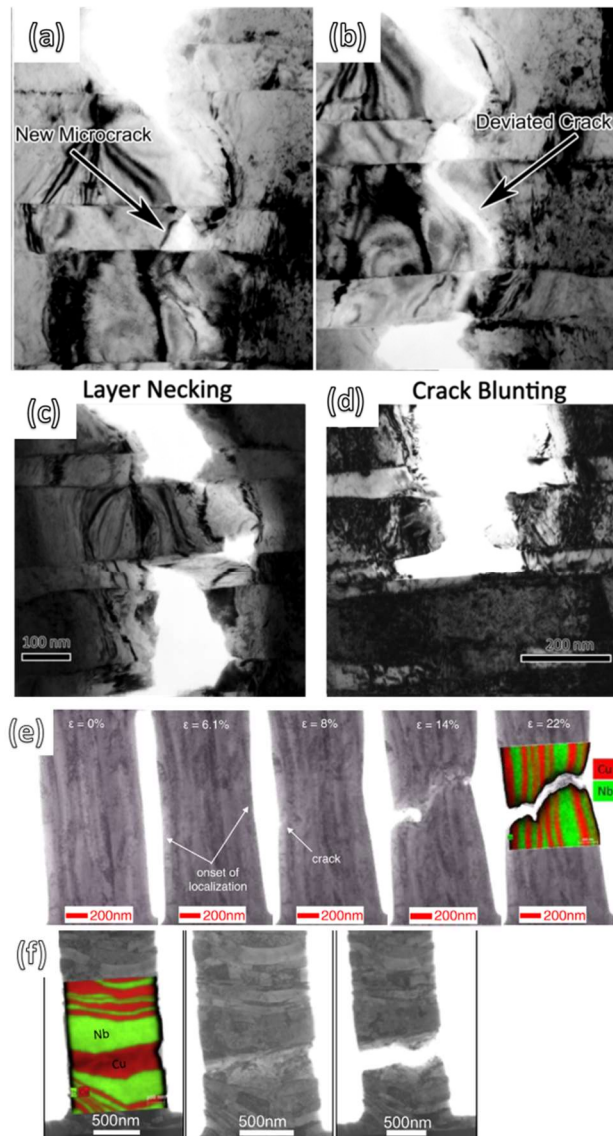 (a)
(b)
New Microcrack
Deviated Crack
Layer Necking
Crack Blunting
(c)
(d)
100 nm
200 nm
(e)
ε = 0%
ε = 6.1%
ε = 8%
ε = 14%
ε = 22%
Cu
Nb
onset of
localization
crack
200nm
200nm
200nm
200nm
200nm
(f)
Nb
Cu
500nm
500nm
500nm